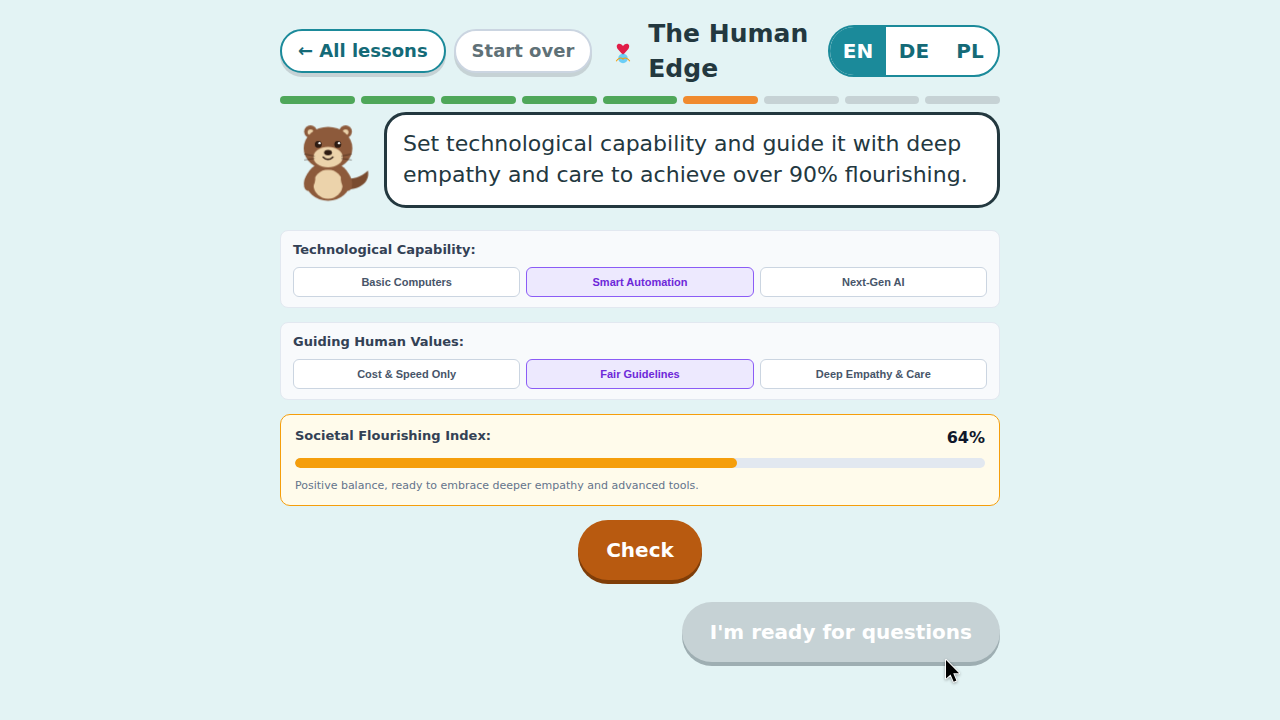 ← All lessons
Start over
The Human
Edge
EN
DE
PL
Set technological capability and guide it with deep
empathy and care to achieve over 90% flourishing.
Technological Capability:
Basic Computers
Smart Automation
Next-Gen AI
Guiding Human Values:
Cost & Speed Only
Fair Guidelines
Deep Empathy & Care
Societal Flourishing Index:
64%
Positive balance, ready to embrace deeper empathy and advanced tools.
Check
I'm ready for questions